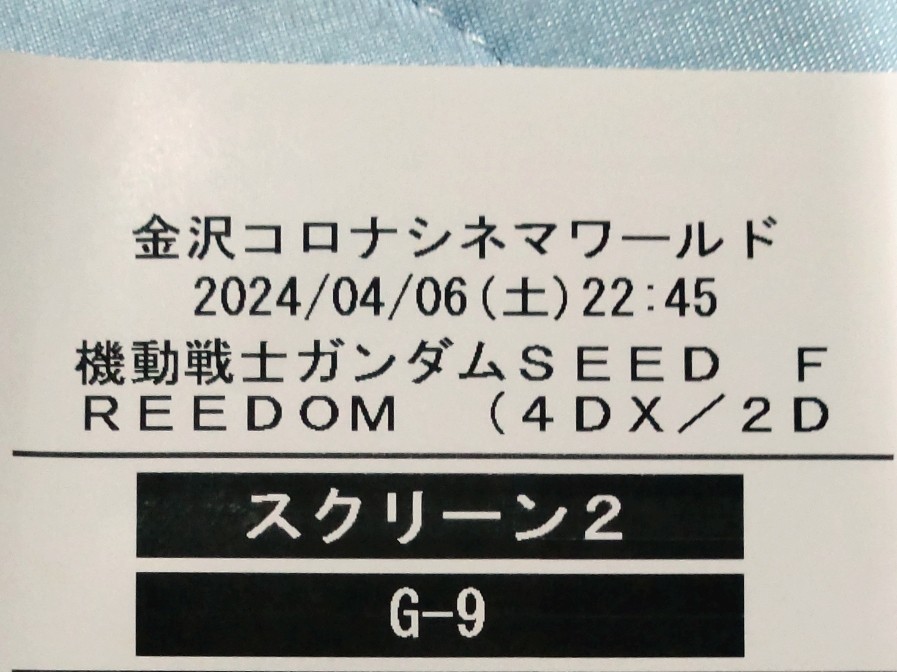 金沢コロナシネマワールド
2024/04/06(土)22:45
機動戦士ガンダムSEED F
REEDOM (4DX/2D
スクリーン2
G-9